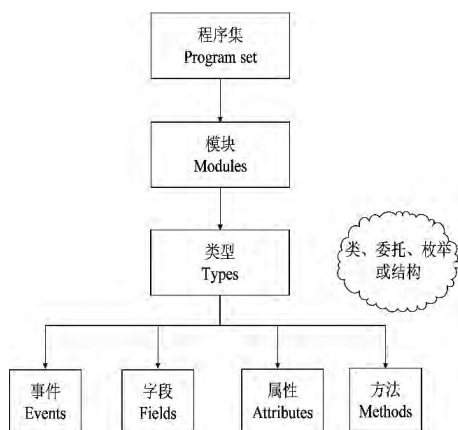 程序集
Program set
模块
Modules
类型
Types
类、委托、枚举
或结构
事件
Events
字段
Fields
属性
Attributes
方法
Methods